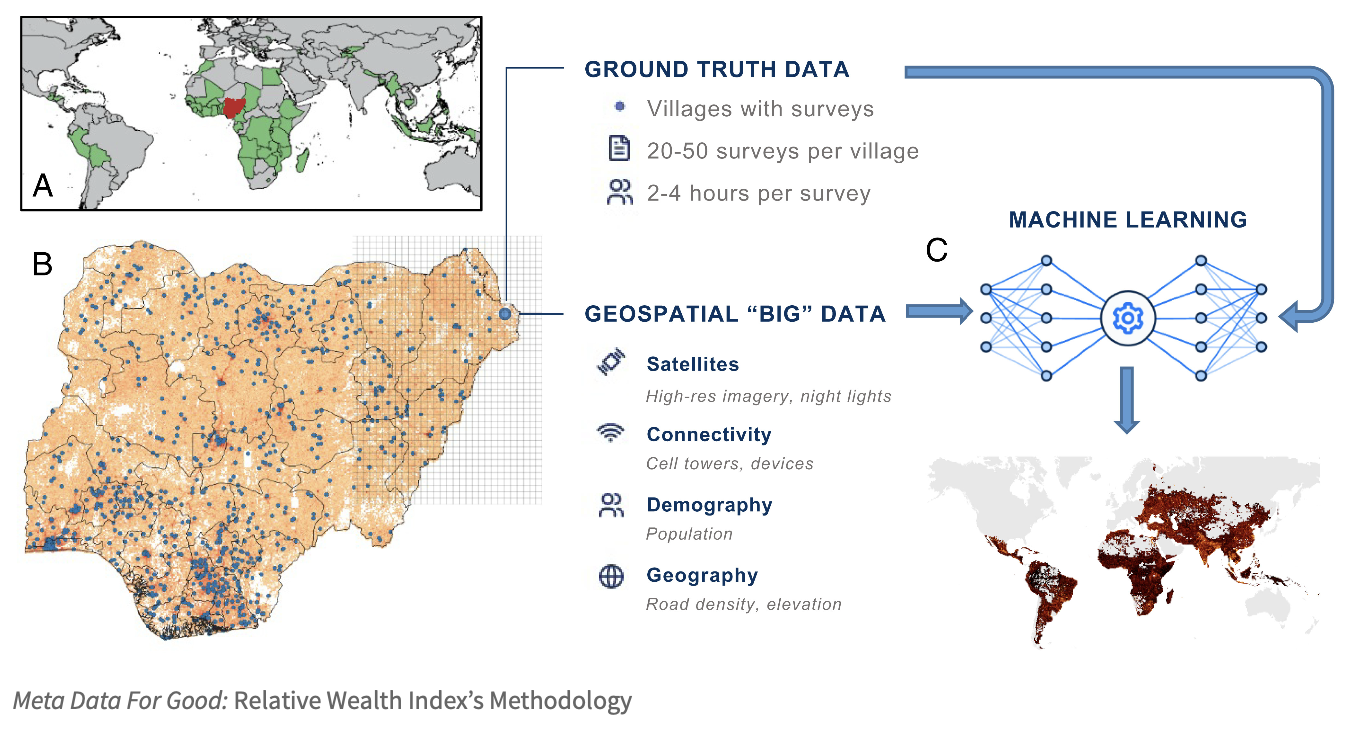 A
GROUND TRUTH DATA
Villages with surveys
20-50 surveys per village
2-4 hours per survey
B
GEOSPATIAL “BIG” DATA
Satellites
High-res imagery, night lights
Connectivity
Cell towers, devices
Demography
Population
Geography
Road density, elevation
MACHINE LEARNING
C
Meta Data For Good: Relative Wealth Index’s Methodology